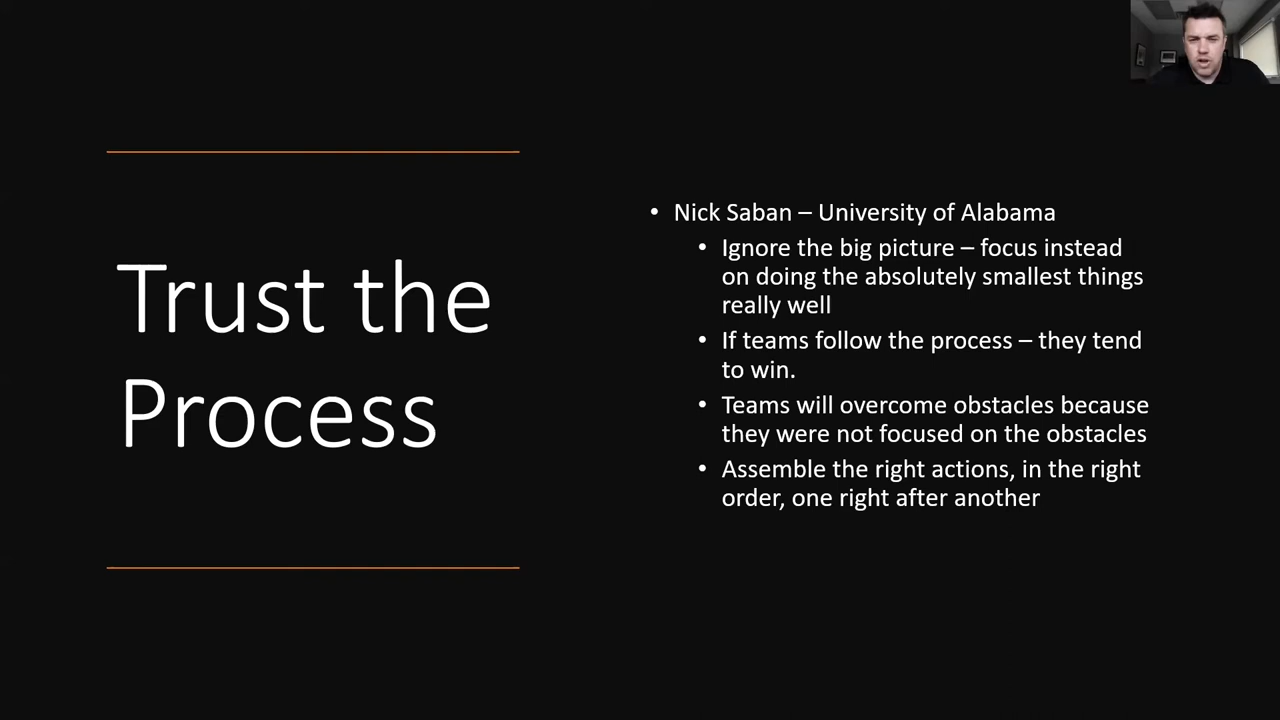 Trust the
Process
• Nick Saban – University of Alabama
• Ignore the big picture – focus instead
on doing the absolutely smallest things
really well
• If teams follow the process – they tend
to win.
• Teams will overcome obstacles because
they were not focused on the obstacles
• Assemble the right actions, in the right
order, one right after another